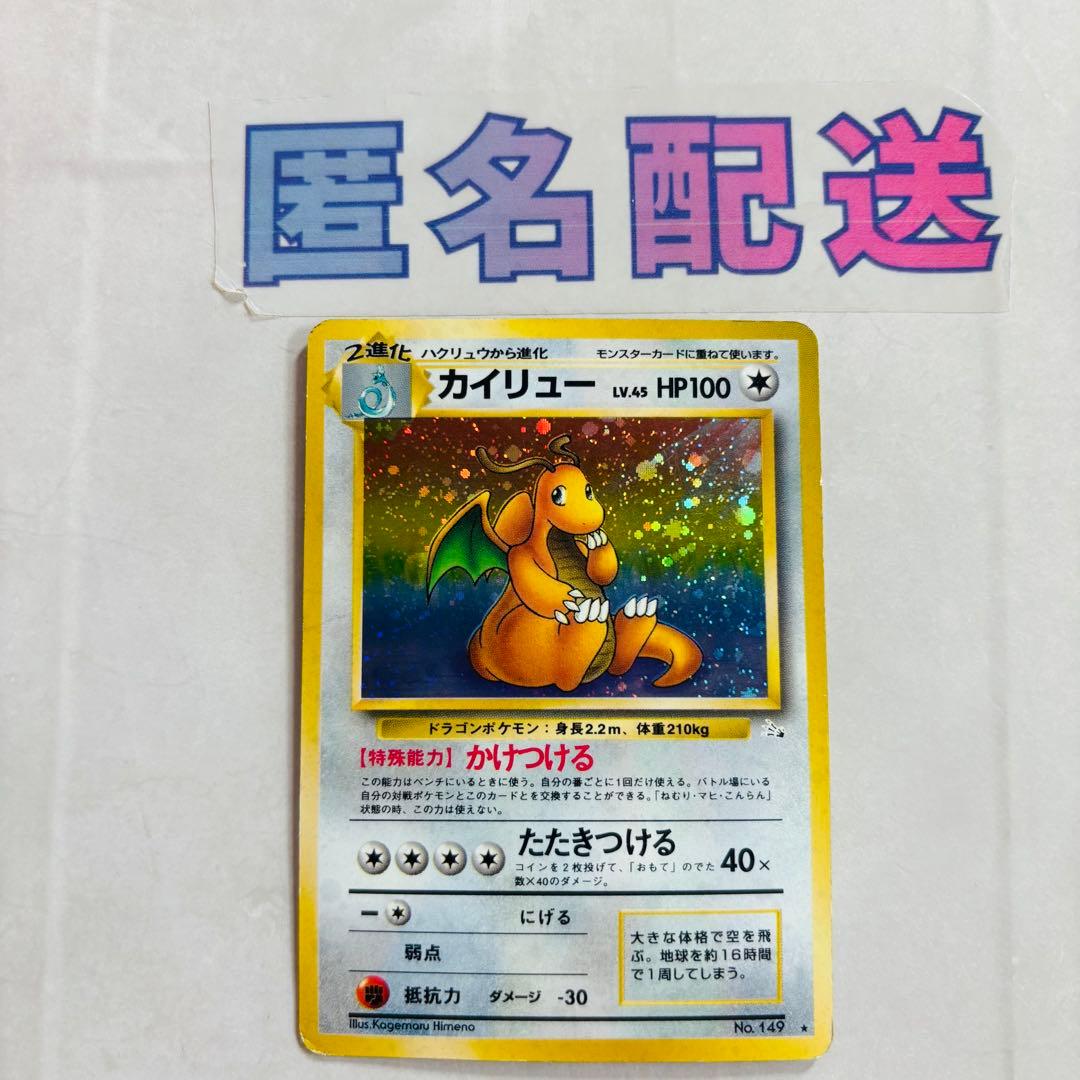 匿名配送
2進化 ハクリュウから進化 モンスターカードに重ねて使います。
カイリュー LV.45 HP100
ドラゴンポケモン：身長2.2m、体重210kg
【特殊能力】かけつける
この能力はベンチにいるときに使う。自分の番ごとに1回だけ使える。バトル場にいる
自分の対戦ポケモンとこのカードとを交換することができる。「ねむり・マヒ・こんらん」
状態の時、この力は使えない。
たたきつける 40×
コインを2枚投げて、「おもて」のでた
数×40のダメージ。
にげる
弱点
抵抗力 ダメージ -30
大きな体格で空を飛
ぶ。地球を約16時間
で1周してしまう。
Illus.Kagemaru Himeno No. 149 ★